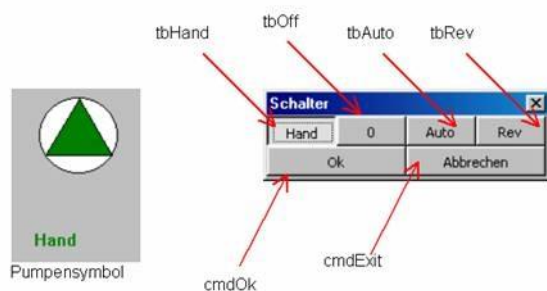 tbHand
tbOff
tbAuto
tbRev
Schalter
Hand
0
Auto
Rev
Ok
Abbrechen
Hand
Pumpensymbol
cmdOk
cmdExit